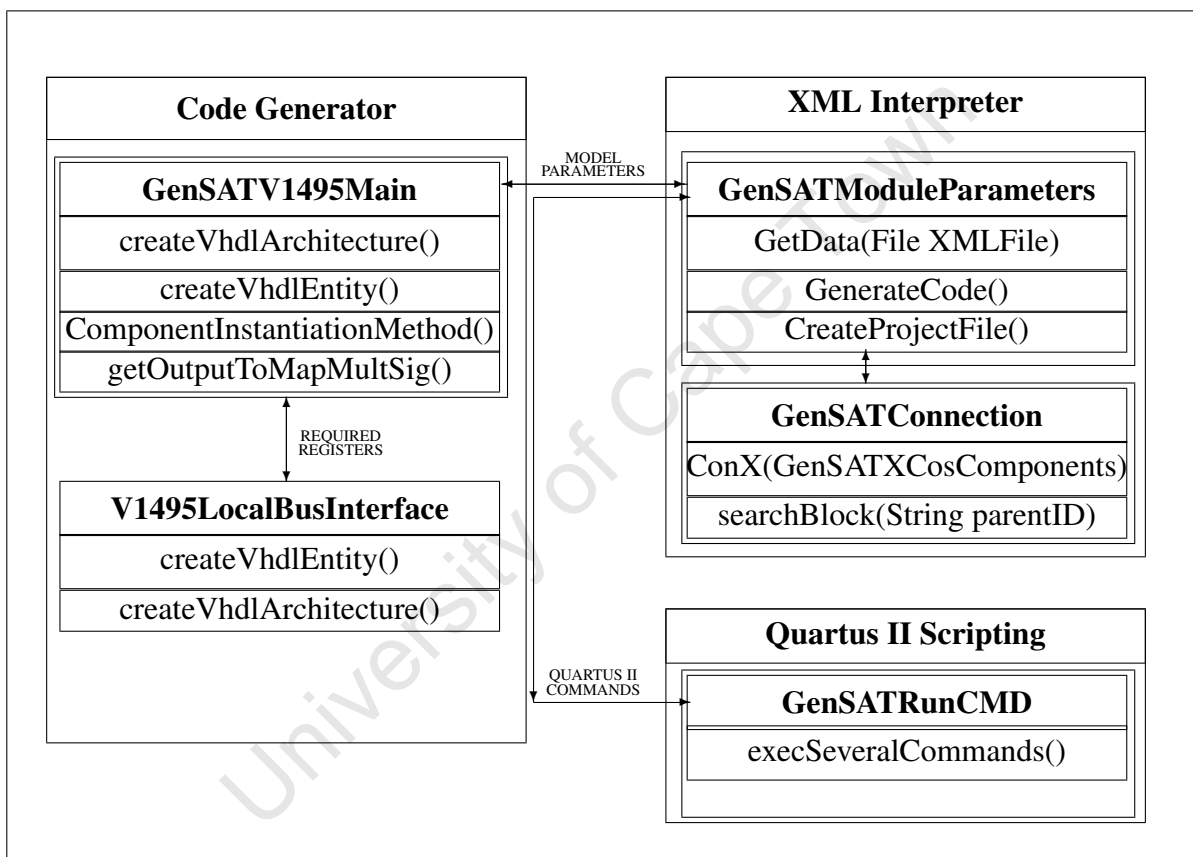 Code Generator
GenSATV1495Main
createVhdlArchitecture()
createVhdlEntity()
ComponentInstantiationMethod()
getOutputToMapMultSig()
REQUIRED
REGISTERS
V1495LocalBusInterface
createVhdlEntity()
createVhdlArchitecture()
MODEL
PARAMETERS
XML Interpreter
GenSATModuleParameters
GetData(File XMLFile)
GenerateCode()
CreateProjectFile()
GenSATConnection
ConX(GenSATXCosComponents)
searchBlock(String parentID)
QUARTUS II
COMMANDS
Quartus II Scripting
GenSATRunCMD
execSeveralCommands()
University of Cape Town